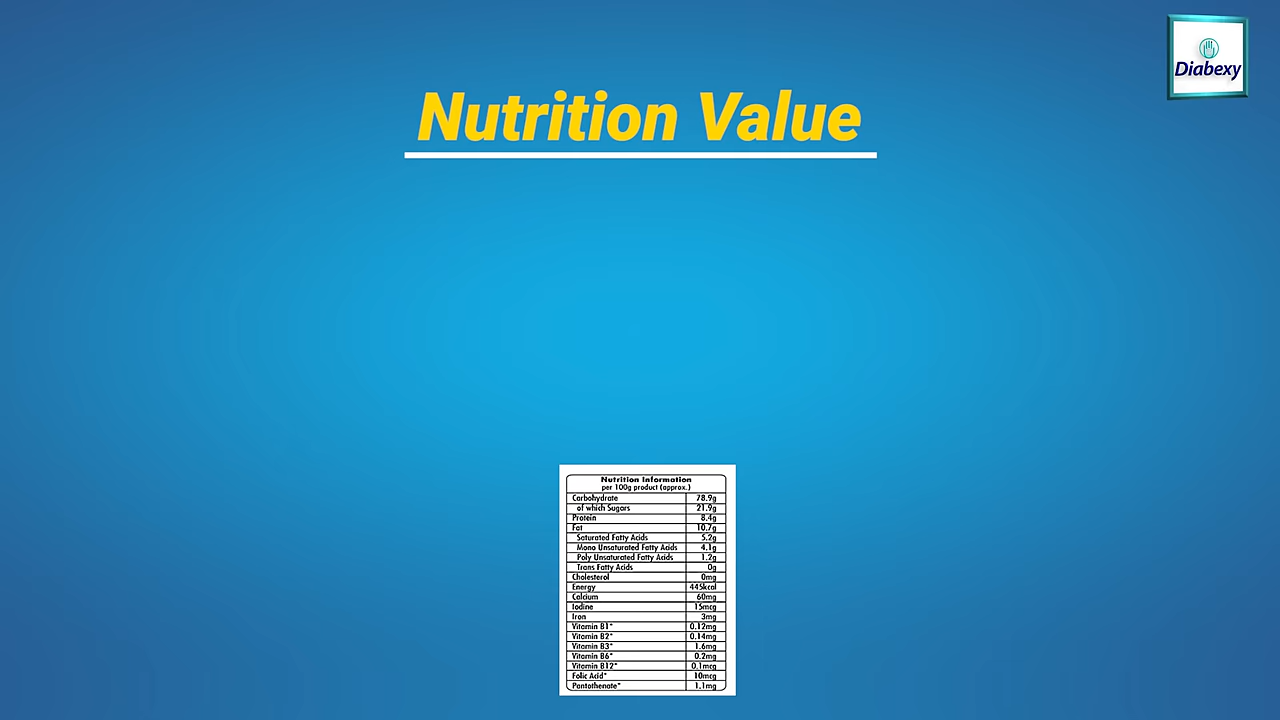 Diabexy
Nutrition Value
Nutrition Information
per 100g product (approx.)
Carbohydrate 78.9g
of which Sugars 21.9g
Protein 8.4g
Fat 10.7g
Saturated Fatty Acids 5.2g
Mono Unsaturated Fatty Acids 4.1g
Poly Unsaturated Fatty Acids 1.2g
Trans Fatty Acids 0g
Cholesterol 0mg
Energy 445kcal
Calcium 60mg
Iodine 15mcg
Iron 3mg
Vitamin B1* 0.12mg
Vitamin B2* 0.14mg
Vitamin B3* 1.6mg
Vitamin B6* 0.2mg
Vitamin B12* 0.1mcg
Folic Acid* 10mcg
Pantothenate* 1.1mg